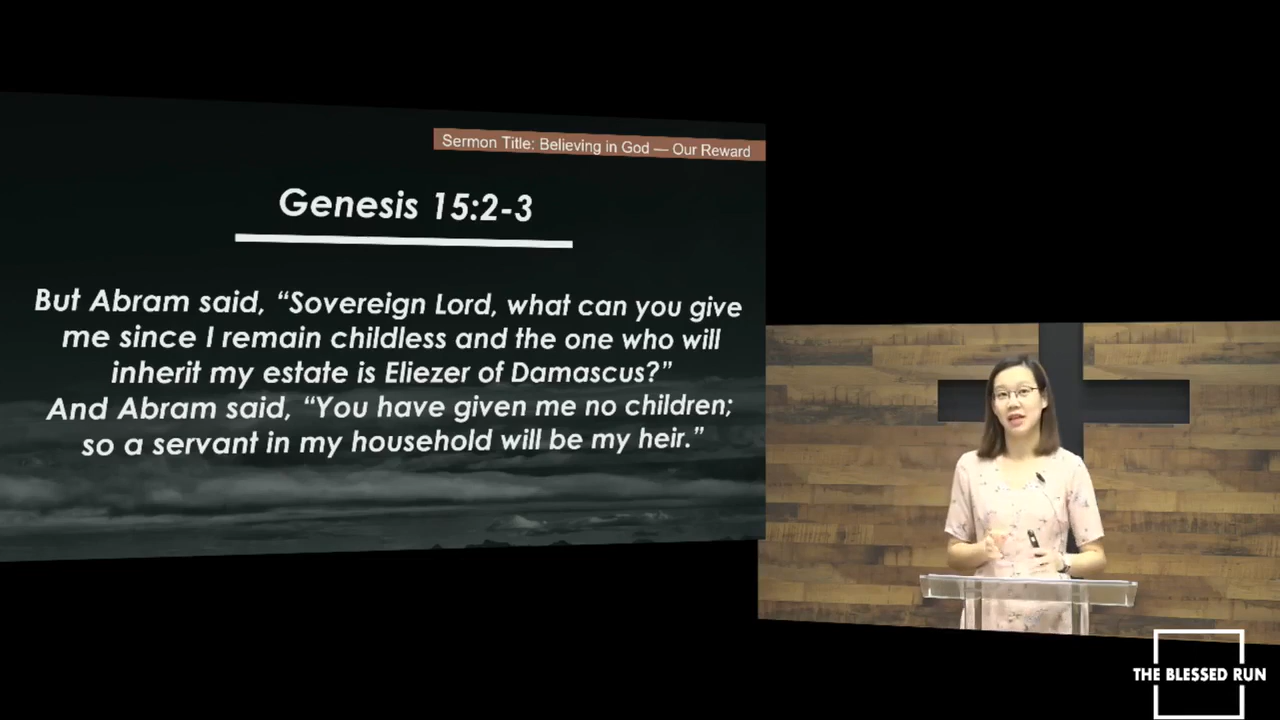 Sermon Title: Believing in God — Our Reward
Genesis 15:2-3
But Abram said, “Sovereign Lord, what can you give
me since I remain childless and the one who will
inherit my estate is Eliezer of Damascus?”
And Abram said, “You have given me no children;
so a servant in my household will be my heir.”
THE BLESSED RUN